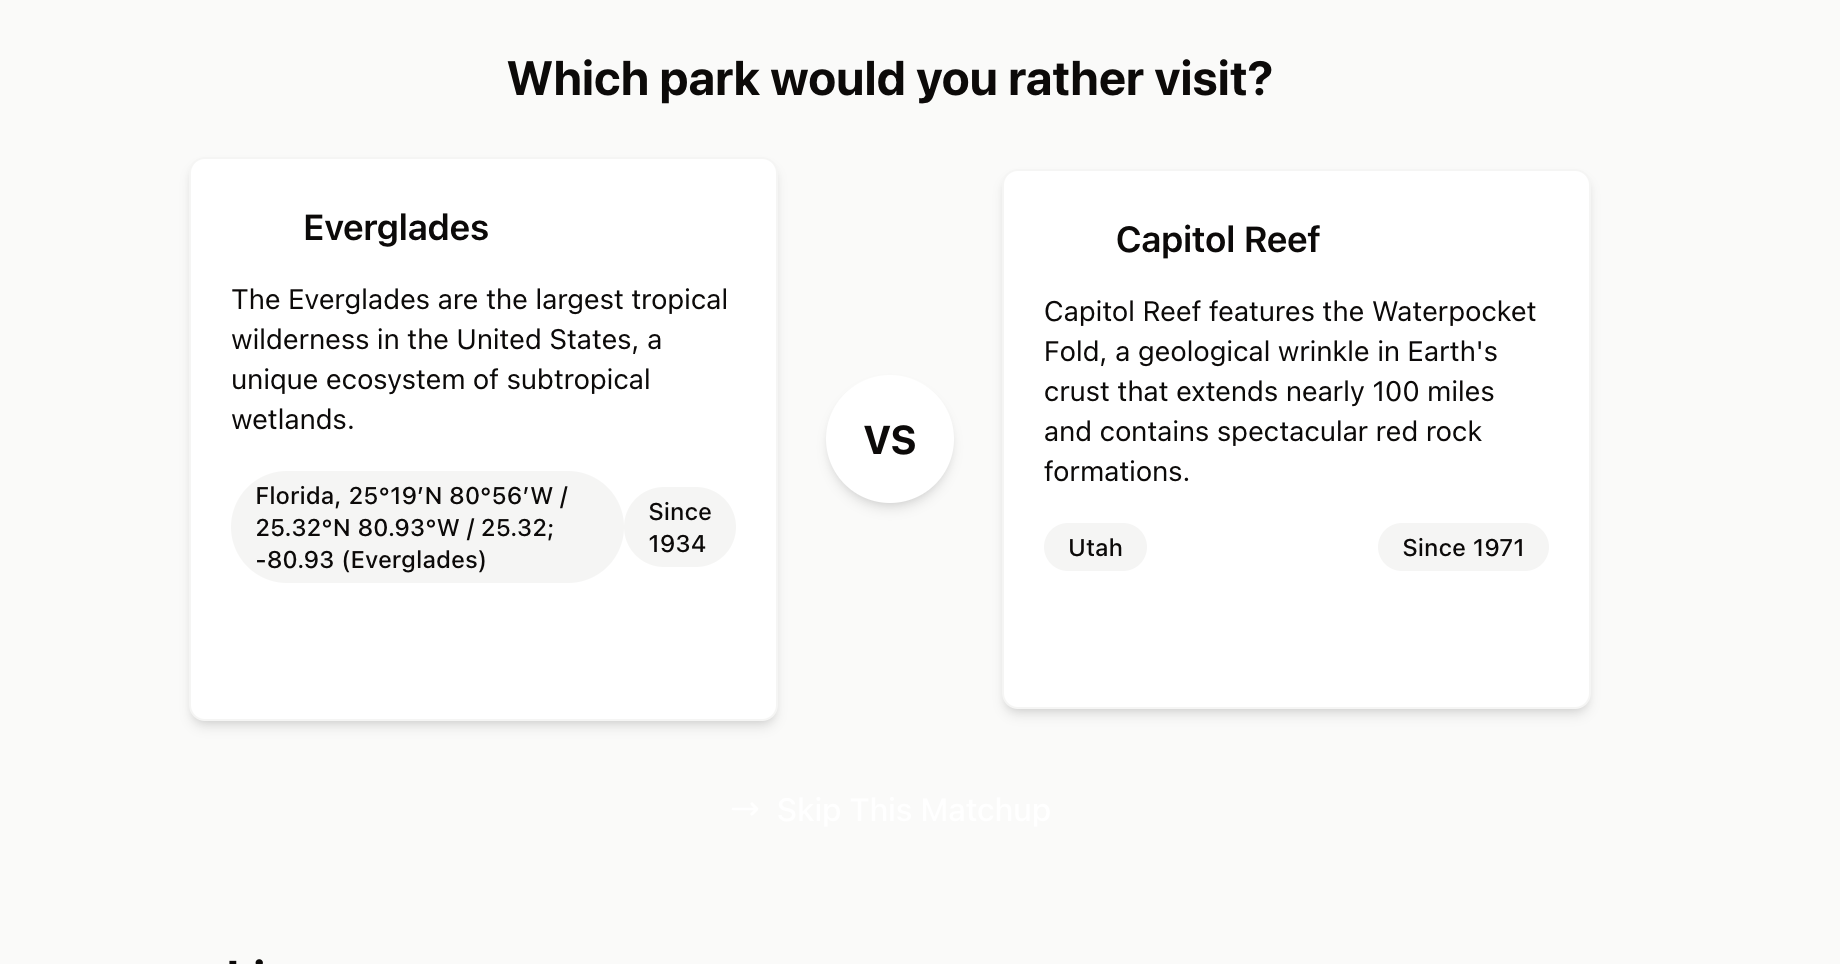 Which park would you rather visit?
Everglades
The Everglades are the largest tropical
wilderness in the United States, a
unique ecosystem of subtropical
wetlands.
Florida, 25°19′N 80°56′W /
25.32°N 80.93°W / 25.32;
-80.93 (Everglades)
Since
1934
VS
Capitol Reef
Capitol Reef features the Waterpocket
Fold, a geological wrinkle in Earth's
crust that extends nearly 100 miles
and contains spectacular red rock
formations.
Utah
Since 1971
→ Skip This Matchup